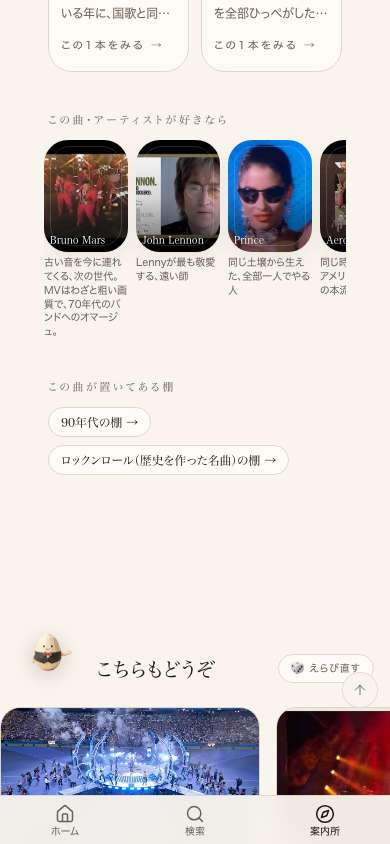 いる年に、国歌と同…
を全部ひっぺがした…
この1本をみる →
この1本をみる →
この曲・アーティストが好きなら
NNON.
SONGWRITER.
Bruno Mars
John Lennon
Prince
Aero
古い音を今に連れ
てくる、次の世代。
MVはわざと粗い画
質で、70年代のバ
ンドへのオマージ
ュ。
Lennyが最も敬愛
する、遠い師
同じ土壌から生え
た、全部一人でやる
人
同じ時
アメリ
の本流
この曲が置いてある棚
90年代の棚 →
ロックンロール（歴史を作った名曲）の棚 →
こちらもどうぞ
えらび直す
ホーム
検索
案内所